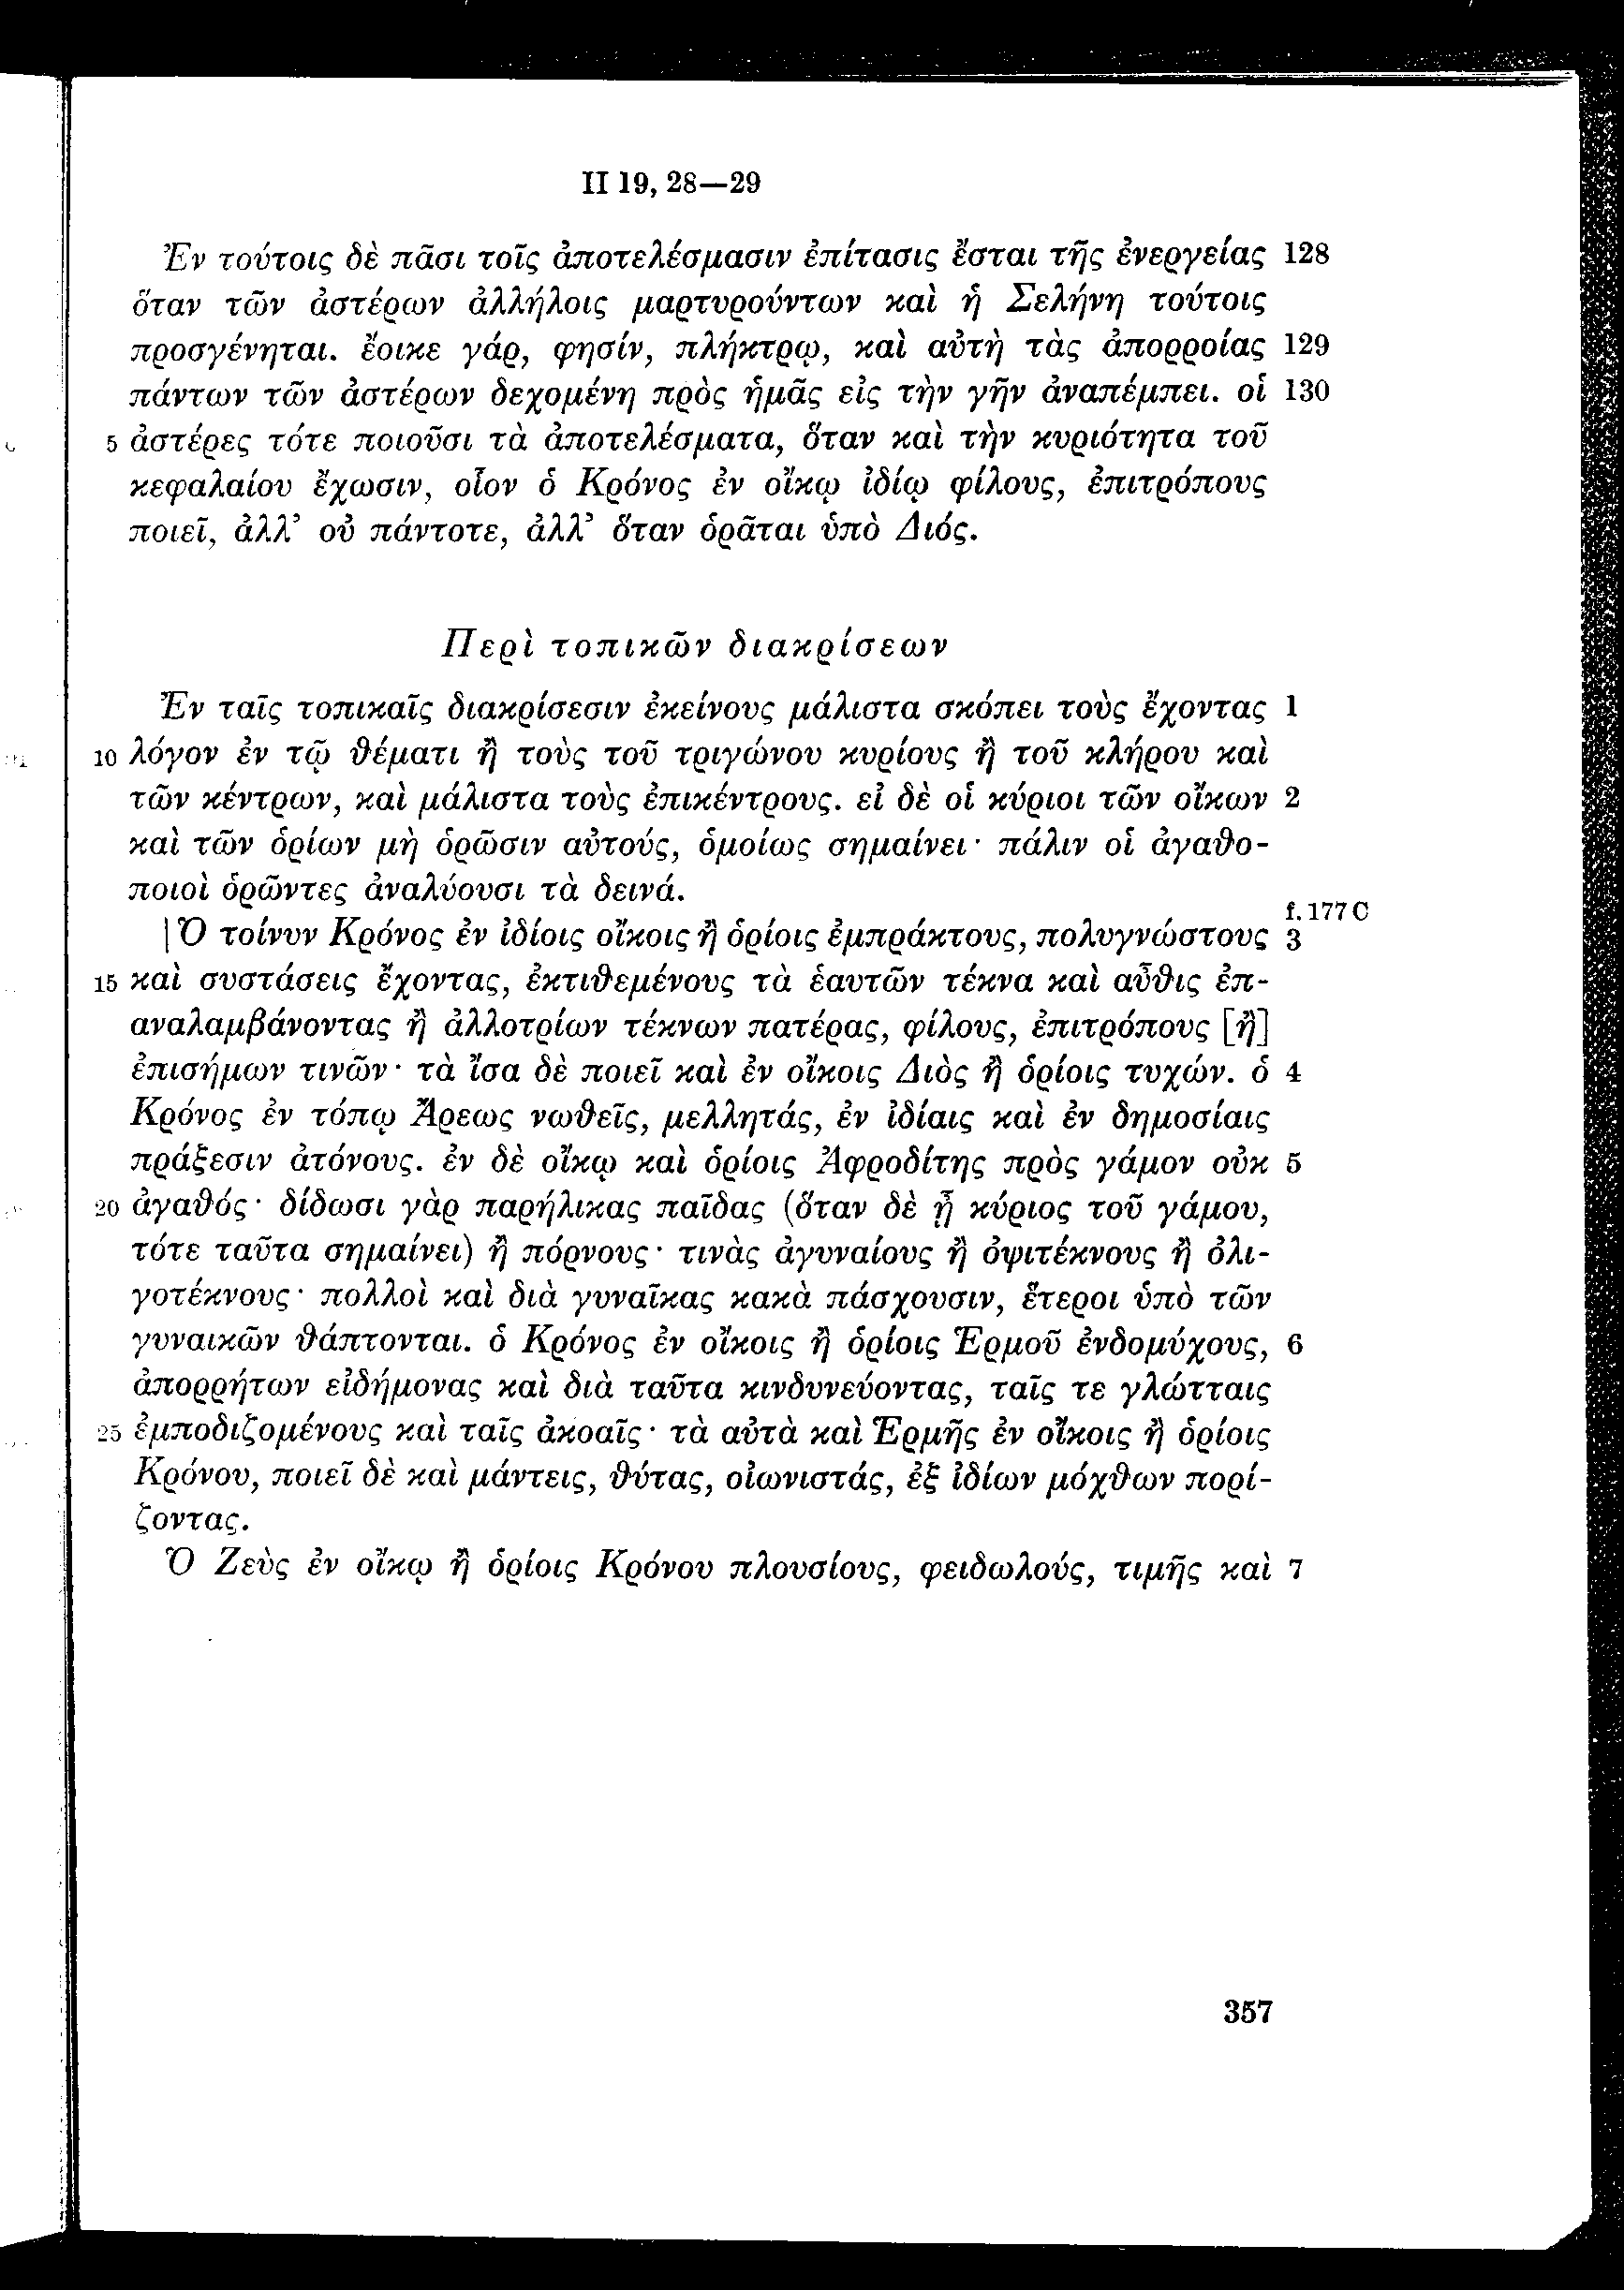 II 19, 28—29
Ἐν τούτοις δὲ πᾶσι τοῖς ἀποτελέσμασιν ἐπίτασις ἔσται τῆς ἐνεργείας 128
ὅταν τῶν ἀστέρων ἀλλήλοις μαρτυρούντων καὶ ἡ Σελήνη τούτοις
προσγένηται. ἔοικε γάρ, φησίν, πλήκτρῳ, καὶ αὐτὴ τὰς ἀπορροίας 129
πάντων τῶν ἀστέρων δεχομένη πρὸς ἡμᾶς εἰς τὴν γῆν ἀναπέμπει. οἱ 130
5 ἀστέρες τότε ποιοῦσι τὰ ἀποτελέσματα, ὅταν καὶ τὴν κυριότητα τοῦ
κεφαλαίου ἔχωσιν, οἷον ὁ Κρόνος ἐν οἴκῳ ἰδίῳ φίλους, ἐπιτρόπους
ποιεῖ, ἀλλ’ οὐ πάντοτε, ἀλλ’ ὅταν ὁρᾶται ὑπὸ Διός.
Περὶ τοπικῶν διακρίσεων
Ἐν ταῖς τοπικαῖς διακρίσεσιν ἐκείνους μάλιστα σκόπει τοὺς ἔχοντας 1
10 λόγον ἐν τῷ θέματι ἢ τοὺς τοῦ τριγώνου κυρίους ἢ τοῦ κλήρου καὶ
τῶν κέντρων, καὶ μάλιστα τοὺς ἐπικέντρους. εἰ δὲ οἱ κύριοι τῶν οἴκων 2
καὶ τῶν ὁρίων μὴ ὁρῶσιν αὐτούς, ὁμοίως σημαίνει· πάλιν οἱ ἀγαθο-
ποιοὶ ὁρῶντες ἀναλύουσι τὰ δεινά.
f. 177 C
| Ὁ τοίνυν Κρόνος ἐν ἰδίοις οἴκοις ἢ ὁρίοις ἐμπράκτους, πολυγνώστους 3
15 καὶ συστάσεις ἔχοντας, ἐκτιθεμένους τὰ ἑαυτῶν τέκνα καὶ αὖθις ἐπ-
αναλαμβάνοντας ἢ ἀλλοτρίων τέκνων πατέρας, φίλους, ἐπιτρόπους [ἢ]
ἐπισήμων τινῶν· τὰ ἴσα δὲ ποιεῖ καὶ ἐν οἴκοις Διὸς ἢ ὁρίοις τυχών. ὁ 4
Κρόνος ἐν τόπῳ Ἄρεως νωθεῖς, μελλητάς, ἐν ἰδίαις καὶ ἐν δημοσίαις
πράξεσιν ἀτόνους. ἐν δὲ οἴκῳ καὶ ὁρίοις Ἀφροδίτης πρὸς γάμον οὐκ 5
20 ἀγαθός· δίδωσι γὰρ παρήλικας παῖδας (ὅταν δὲ ᾖ κύριος τοῦ γάμου,
τότε ταῦτα σημαίνει) ἢ πόρνους· τινὰς ἀγυναίους ἢ ὀψιτέκνους ἢ ὀλι-
γοτέκνους· πολλοὶ καὶ διὰ γυναῖκας κακὰ πάσχουσιν, ἕτεροι ὑπὸ τῶν
γυναικῶν θάπτονται. ὁ Κρόνος ἐν οἴκοις ἢ ὁρίοις Ἑρμοῦ ἐνδομύχους, 6
ἀπορρήτων εἰδήμονας καὶ διὰ ταῦτα κινδυνεύοντας, ταῖς τε γλώτταις
25 ἐμποδιζομένους καὶ ταῖς ἀκοαῖς· τὰ αὐτὰ καὶ Ἑρμῆς ἐν οἴκοις ἢ ὁρίοις
Κρόνου, ποιεῖ δὲ καὶ μάντεις, θύτας, οἰωνιστάς, ἐξ ἰδίων μόχθων πορί-
ζοντας.
Ὁ Ζεὺς ἐν οἴκῳ ἢ ὁρίοις Κρόνου πλουσίους, φειδωλούς, τιμῆς καὶ 7
357